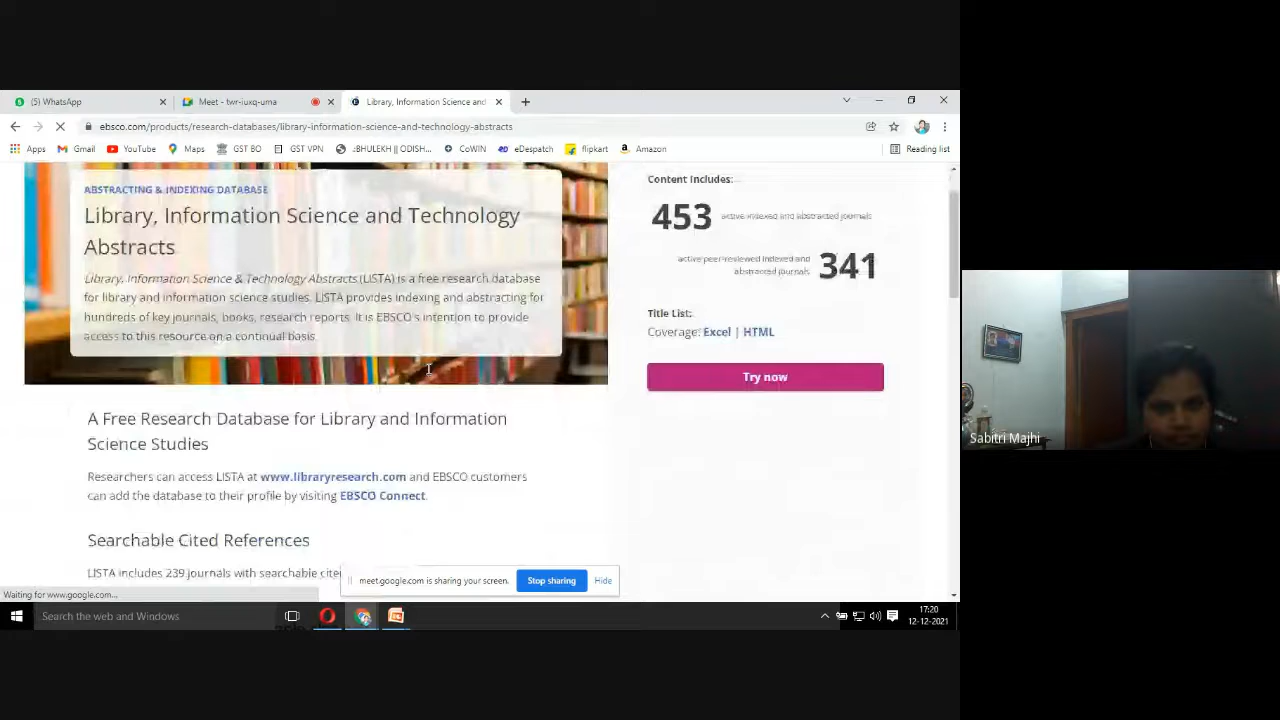 (5) WhatsApp
Meet - twr-iuxq-uma
Library, Information Science and
ebsco.com/products/research-databases/library-information-science-and-technology-abstracts
Apps Gmail YouTube Maps GST BO GST VPN .:BHULEKH || ODISH... CoWIN eDespatch flipkart Amazon Reading list
ABSTRACTING & INDEXING DATABASE
Library, Information Science and Technology
Abstracts
Library, Information Science & Technology Abstracts (LISTA) is a free research database
for library and information science studies. LISTA provides indexing and abstracting for
hundreds of key journals, books, research reports. It is EBSCO's intention to provide
access to this resource on a continual basis.
Content Includes:
453 active indexed and abstracted journals
active peer-reviewed indexed and
abstracted journals 341
Title List:
Coverage: Excel | HTML
Try now
A Free Research Database for Library and Information
Science Studies
Researchers can access LISTA at www.libraryresearch.com and EBSCO customers
can add the database to their profile by visiting EBSCO Connect.
Searchable Cited References
LISTA includes 239 journals with searchable cite
meet.google.com is sharing your screen. Stop sharing Hide
Waiting for www.google.com...
Search the web and Windows
17:20
12-12-2021
Sabitri Majhi